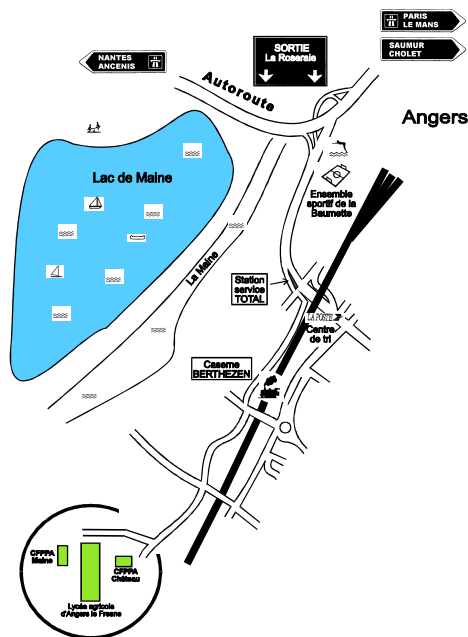 PARIS
LE MANS
SAUMUR
CHOLET
SORTIE
La Roseraie
NANTES
ANCENIS
Autoroute
Angers
Lac de Maine
Ensemble
sportif de la
Baumette
La Maine
Station
service
TOTAL
LA POSTE
Centre
de tri
Caserne
BERTHEZEN
CFPPA
Maine
CFPPA
Château
Lycée agricole
d'Angers le Fresne